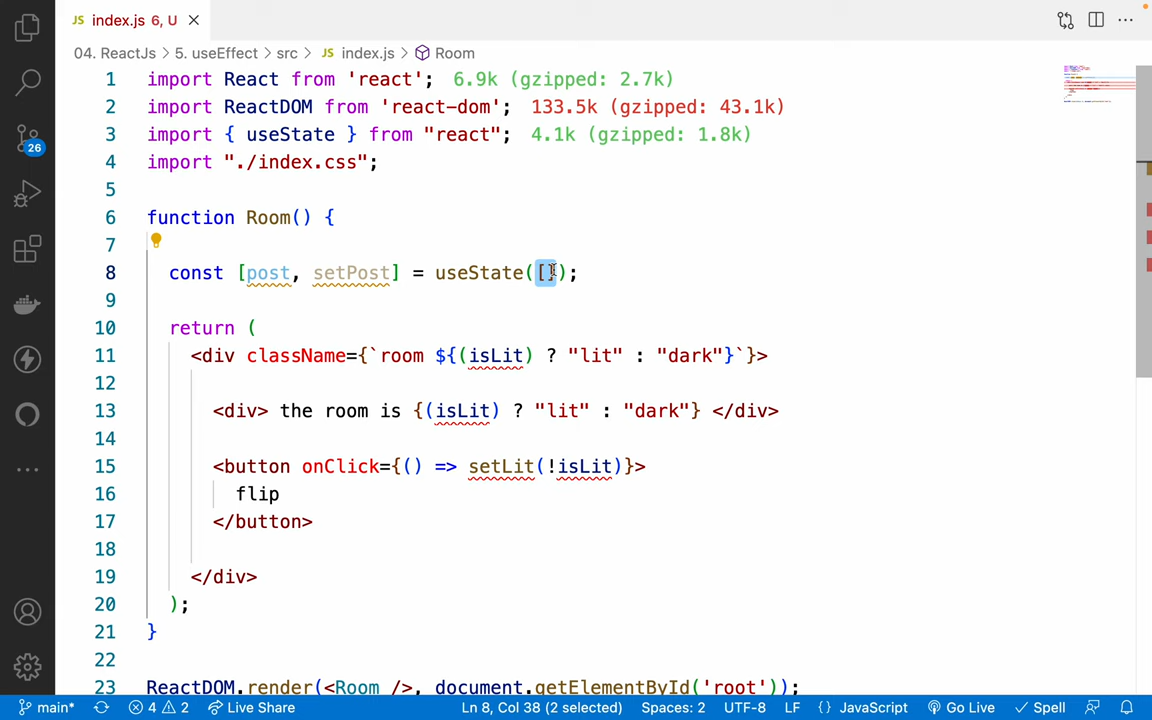 JS index.js 6, U
04. ReactJs > 5. useEffect > src > JS index.js > Room
1 import React from 'react'; 6.9k (gzipped: 2.7k)
2 import ReactDOM from 'react-dom'; 133.5k (gzipped: 43.1k)
3 import { useState } from "react"; 4.1k (gzipped: 1.8k)
4 import "./index.css";
5
6 function Room() {
7
8 const [post, setPost] = useState([]);
9
10 return (
11 <div className={`room ${(isLit) ? "lit" : "dark"}`}>
12
13 <div> the room is {(isLit) ? "lit" : "dark"} </div>
14
15 <button onClick={() => setLit(!isLit)}>
16 flip
17 </button>
18
19 </div>
20 );
21 }
22
23 ReactDOM.render(<Room />, document.getElementById('root'));
26
main* 4 2 Live Share Ln 8, Col 38 (2 selected) Spaces: 2 UTF-8 LF {} JavaScript Go Live Spell